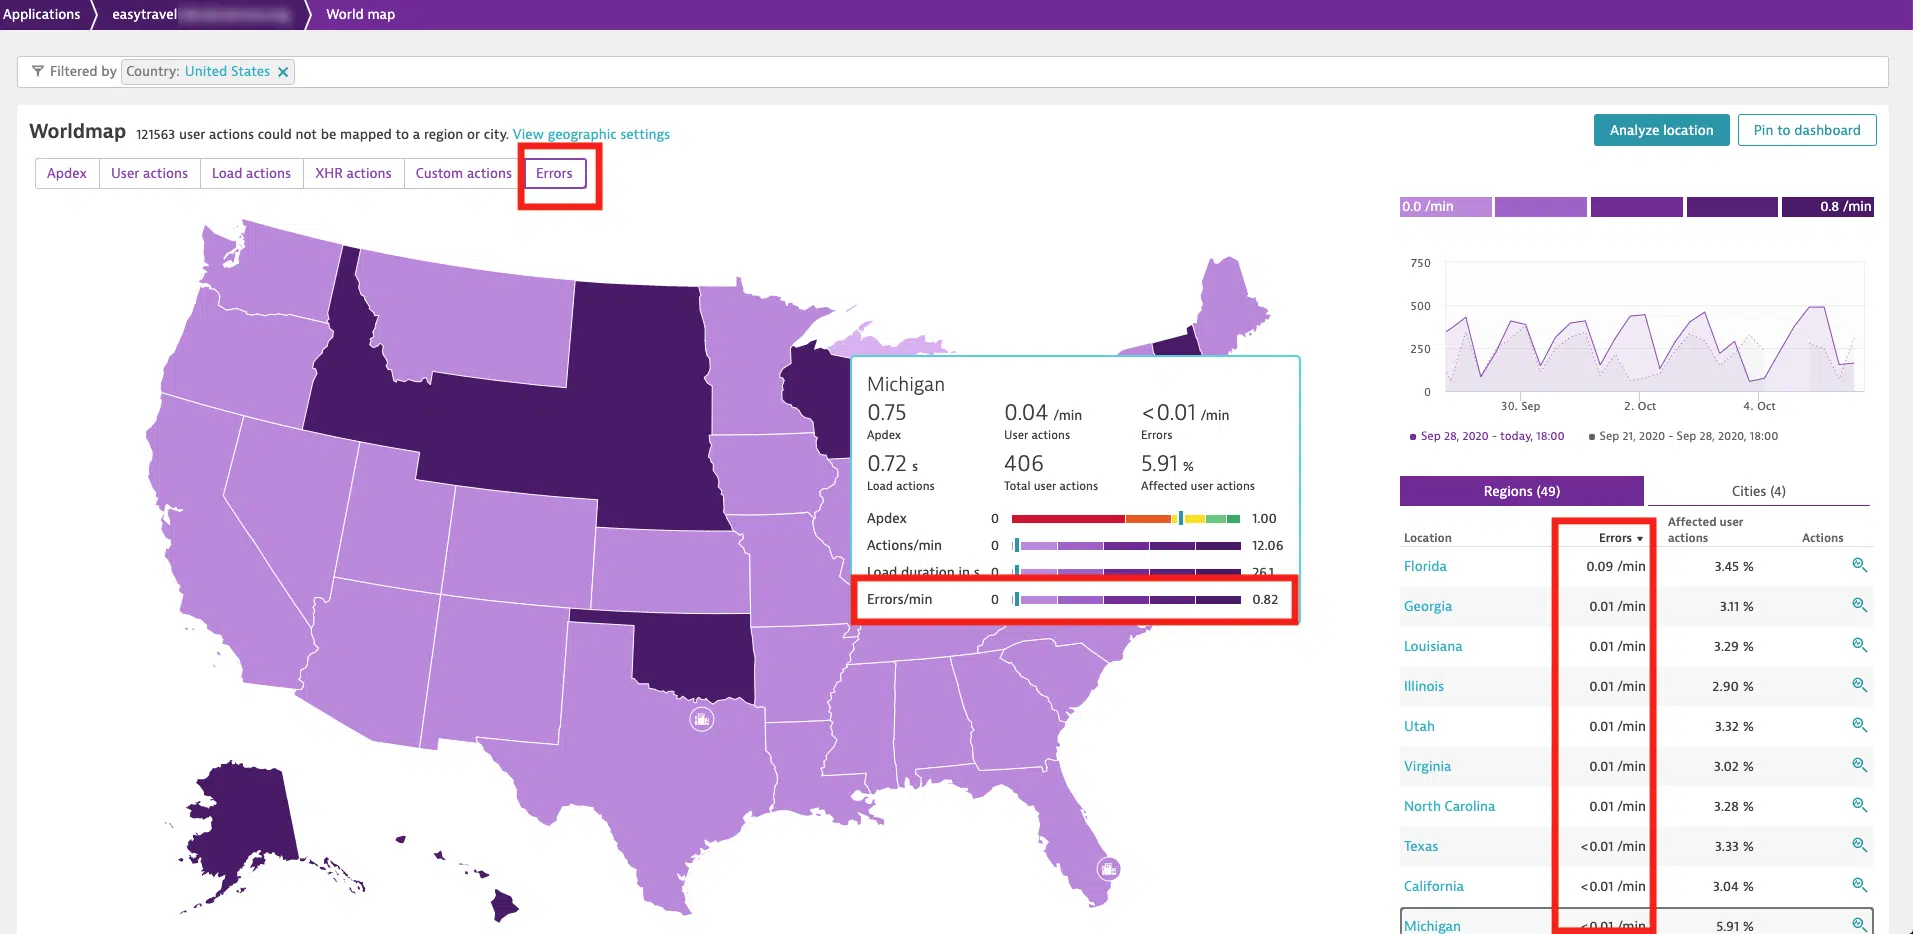 Applications easytravel World map
Filtered by Country: United States
Worldmap 121563 user actions could not be mapped to a region or city. View geographic settings
Analyze location Pin to dashboard
Apdex User actions Load actions XHR actions Custom actions Errors
0.0 /min 0.8 /min
750
500
250
0
30. Sep 2. Oct 4. Oct
Sep 28, 2020 - today, 18:00 Sep 21, 2020 - Sep 28, 2020, 18:00
Michigan
0.75 0.04 /min <0.01 /min
Apdex User actions Errors
0.72 s 406 5.91 %
Load actions Total user actions Affected user actions
Apdex 0 1.00
Actions/min 0 12.06
Load duration in s 0 26.1
Errors/min 0 0.82
Regions (49) Cities (4)
Location Errors Affected user actions Actions
Florida 0.09 /min 3.45 %
Georgia 0.01 /min 3.11 %
Louisiana 0.01 /min 3.29 %
Illinois 0.01 /min 2.90 %
Utah 0.01 /min 3.32 %
Virginia 0.01 /min 3.02 %
North Carolina 0.01 /min 3.28 %
Texas <0.01 /min 3.33 %
California <0.01 /min 3.04 %
Michigan <0.01 /min 5.91 %